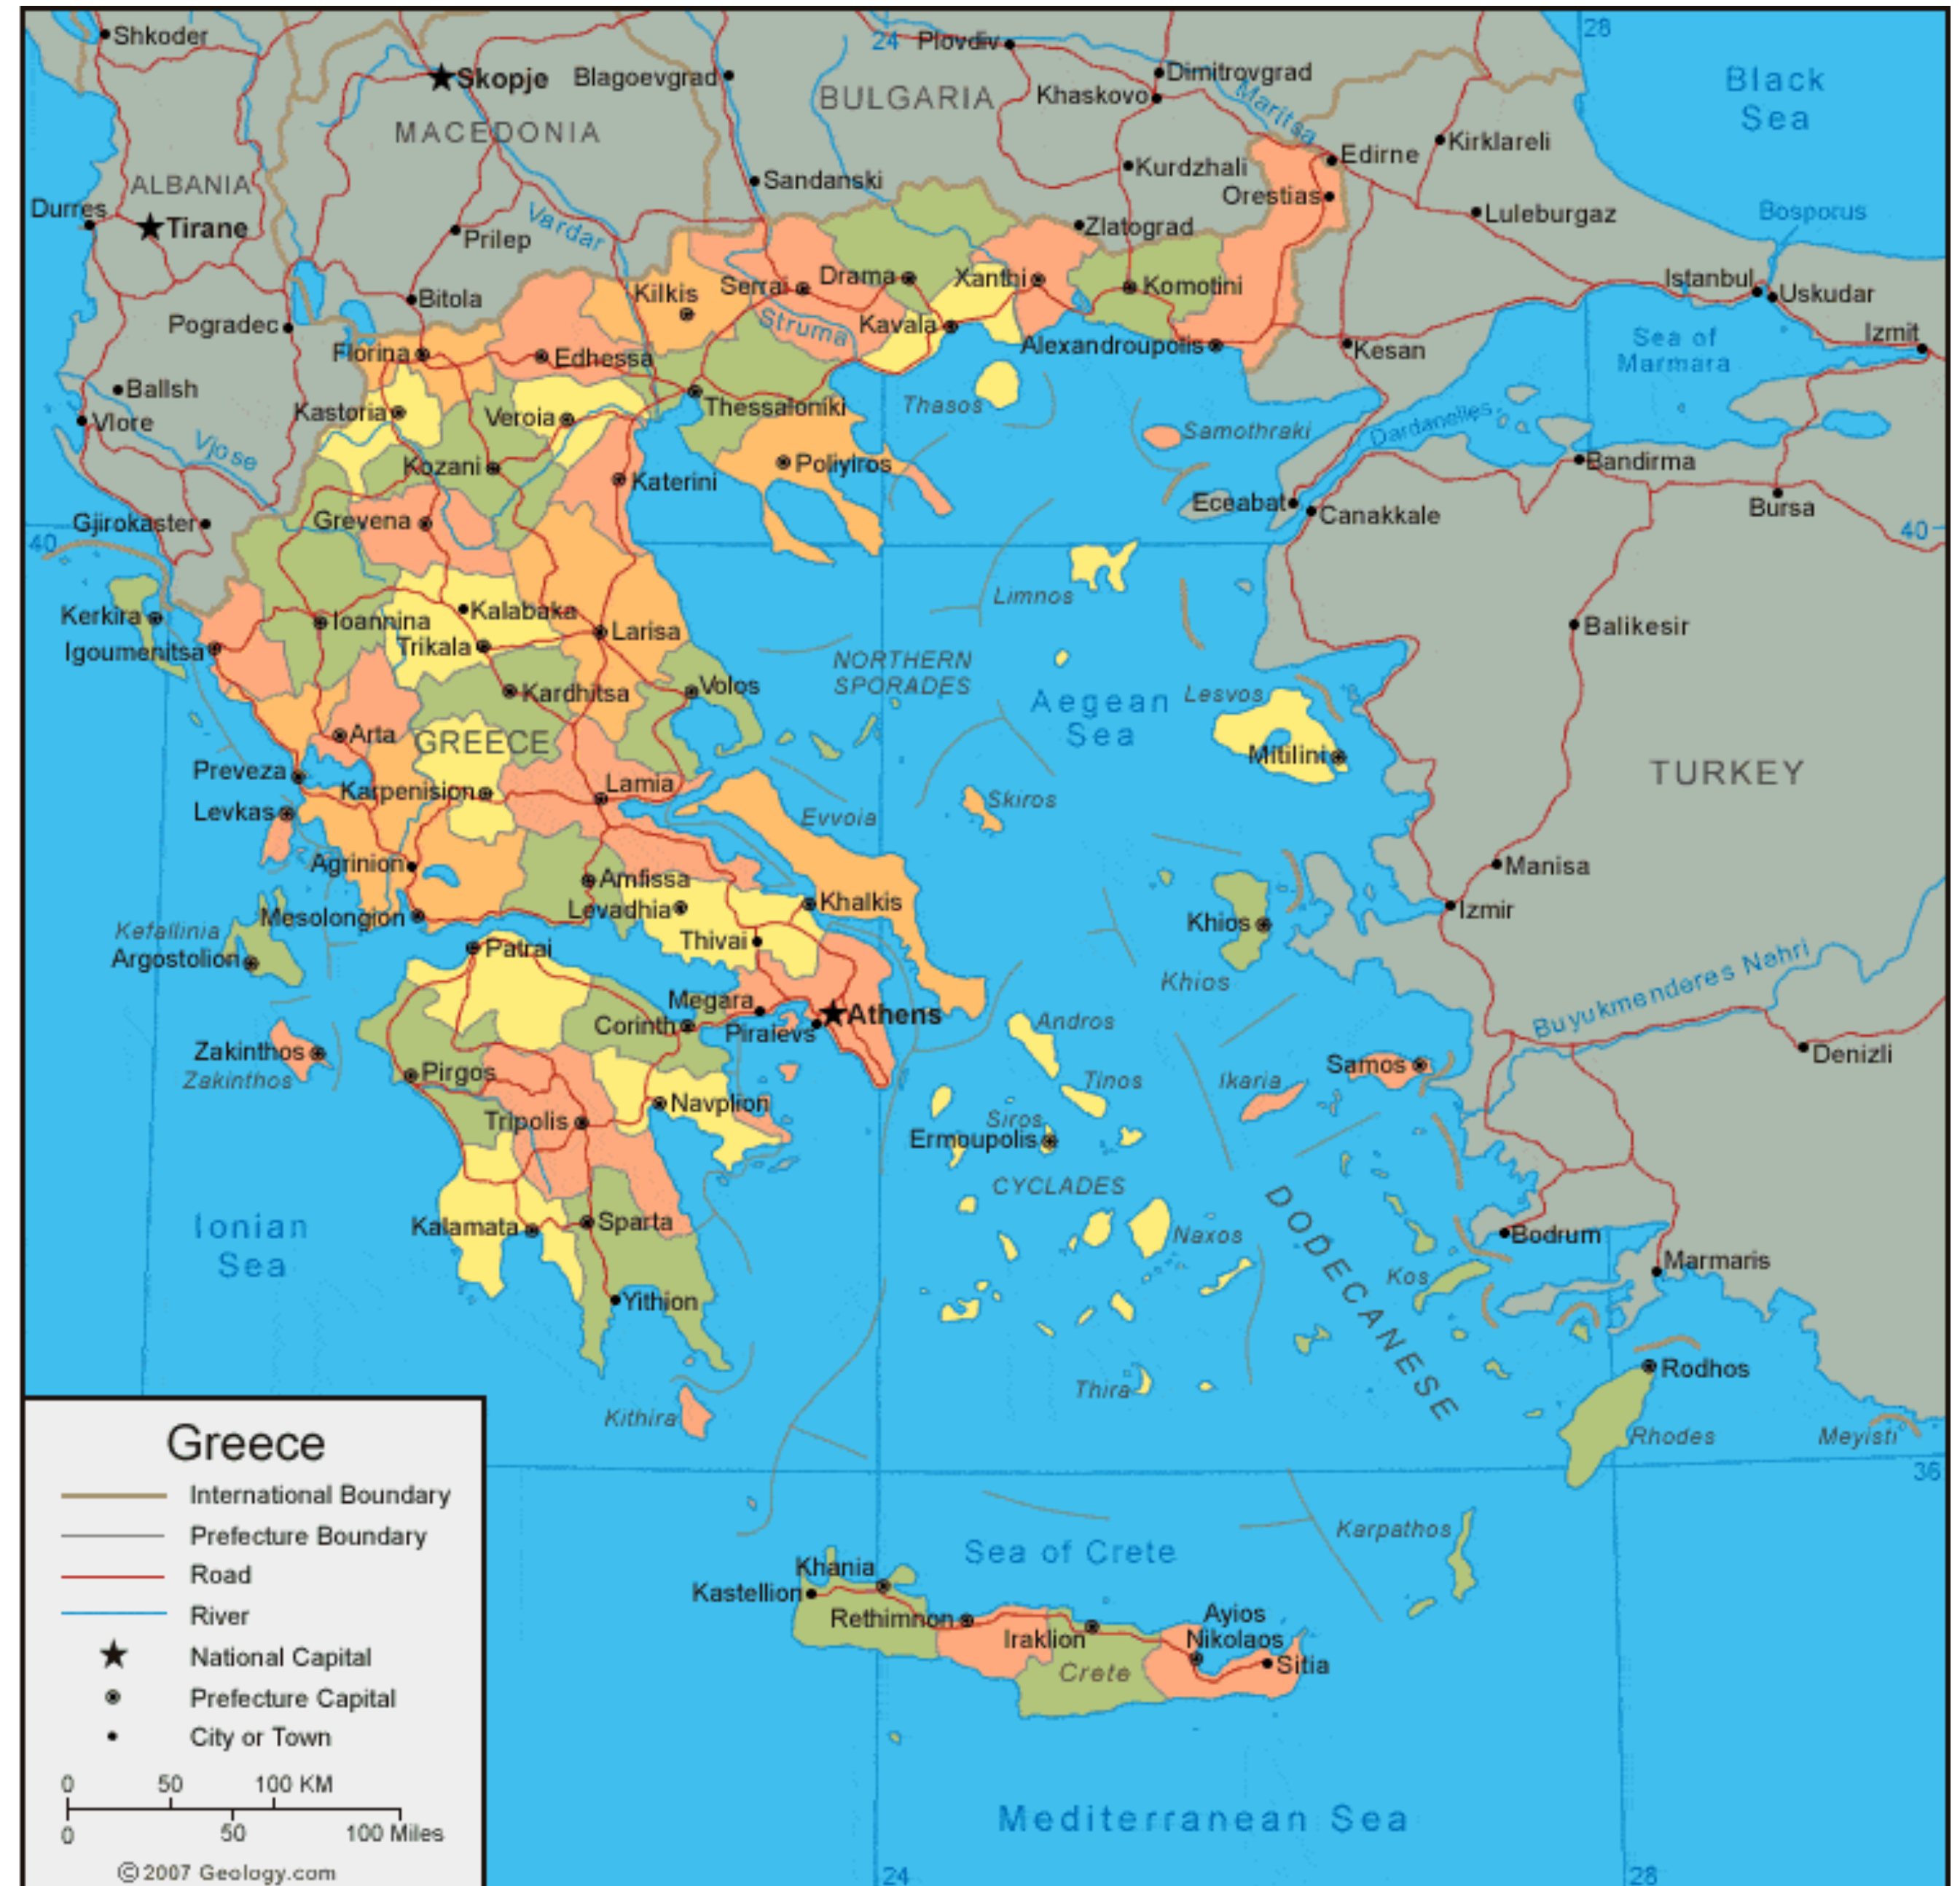 28
Shkoder
24
Plovdiv
Black
Sea
Skopje
Blagoevgrad
Dimitrovgrad
BULGARIA
Khaskovo
Maritsa
MACEDONIA
Kirklareli
Edirne
Kurdzhali
ALBANIA
Sandanski
Orestias
Durres
Tirane
Vardar
Prilep
Zlatograd
Luleburgaz
Bosporus
Serrai
Drama
Xanthi
Komotini
Istanbul
Uskudar
Bitola
Kilkis
Pogradec
Struma
Kavala
Alexandroupolis
Kesan
Sea of
Marmara
Izmit
Florina
Edhessa
Ballsh
Thasos
Kastoria
Veroia
Thessaloniki
Vlore
Samothraki
Dardanelles
Vjose
Kozani
Katerini
Poliyiros
Bandirma
Eceabat
Canakkale
Bursa
Gjirokaster
Grevena
40
40
Limnos
Kerkira
Ioannina
Kalabaka
Larisa
Balikesir
Igoumenitsa
Trikala
NORTHERN
SPORADES
Kardhitsa
Volos
Aegean
Sea
Lesvos
Arta
GREECE
Mitilini
TURKEY
Preveza
Karpenision
Lamia
Levkas
Evvoia
Skiros
Agrinion
Amfissa
Manisa
Levadhia
Khalkis
Mesolongion
Khios
Izmir
Kefallinia
Argostolion
Patrai
Thivai
Khios
Buyukmenderes Nehri
Megara
Athens
Andros
Corinth
Piraievs
Zakinthos
Zakinthos
Denizli
Pirgos
Samos
Tinos
Ikaria
Navplion
Tripolis
Siros
Ermoupolis
CYCLADES
DODECANESE
Ionian
Sea
Kalamata
Sparta
Naxos
Bodrum
Marmaris
Kos
Yithion
Rodhos
Thira
Kithira
Rhodes
Meyisti
36
Karpathos
Sea of Crete
Khania
Kastellion
Rethimnon
Iraklion
Ayios
Nikolaos
Sitia
Crete
Mediterranean Sea
24
28
Greece
International Boundary
Prefecture Boundary
Road
River
National Capital
Prefecture Capital
City or Town
0 50 100 KM
0 50 100 Miles
©2007 Geology.com